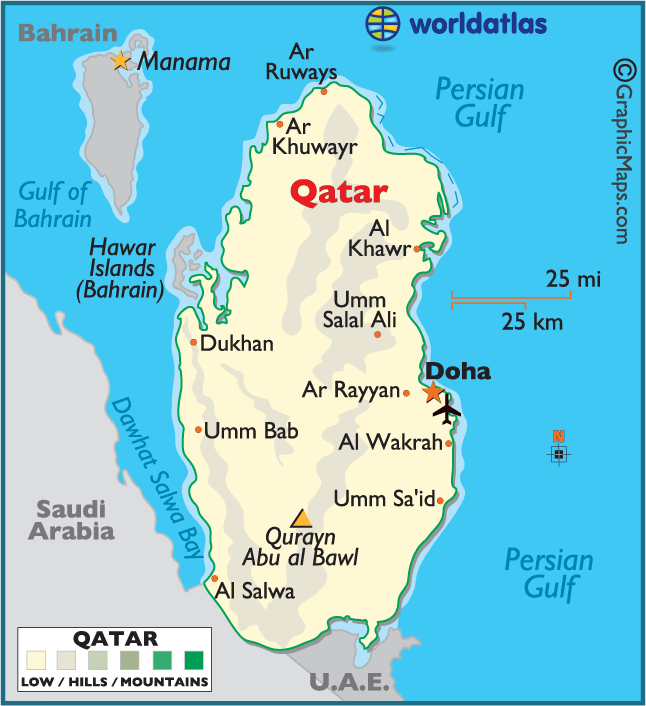 worldatlas
Bahrain
Manama
Ar
Ruways
Persian
Gulf
© GraphicMaps.com
Ar
Khuwayr
Qatar
Gulf of
Bahrain
Hawar
Islands
(Bahrain)
Al
Khawr
25 mi
25 km
Umm
Salal Ali
Dukhan
Doha
Ar Rayyan
Umm Bab
Al Wakrah
N
Dawhat Salwa Bay
Saudi
Arabia
Umm Sa'id
Qurayn
Abu al Bawl
Persian
Gulf
Al Salwa
QATAR
LOW / HILLS / MOUNTAINS
U.A.E.